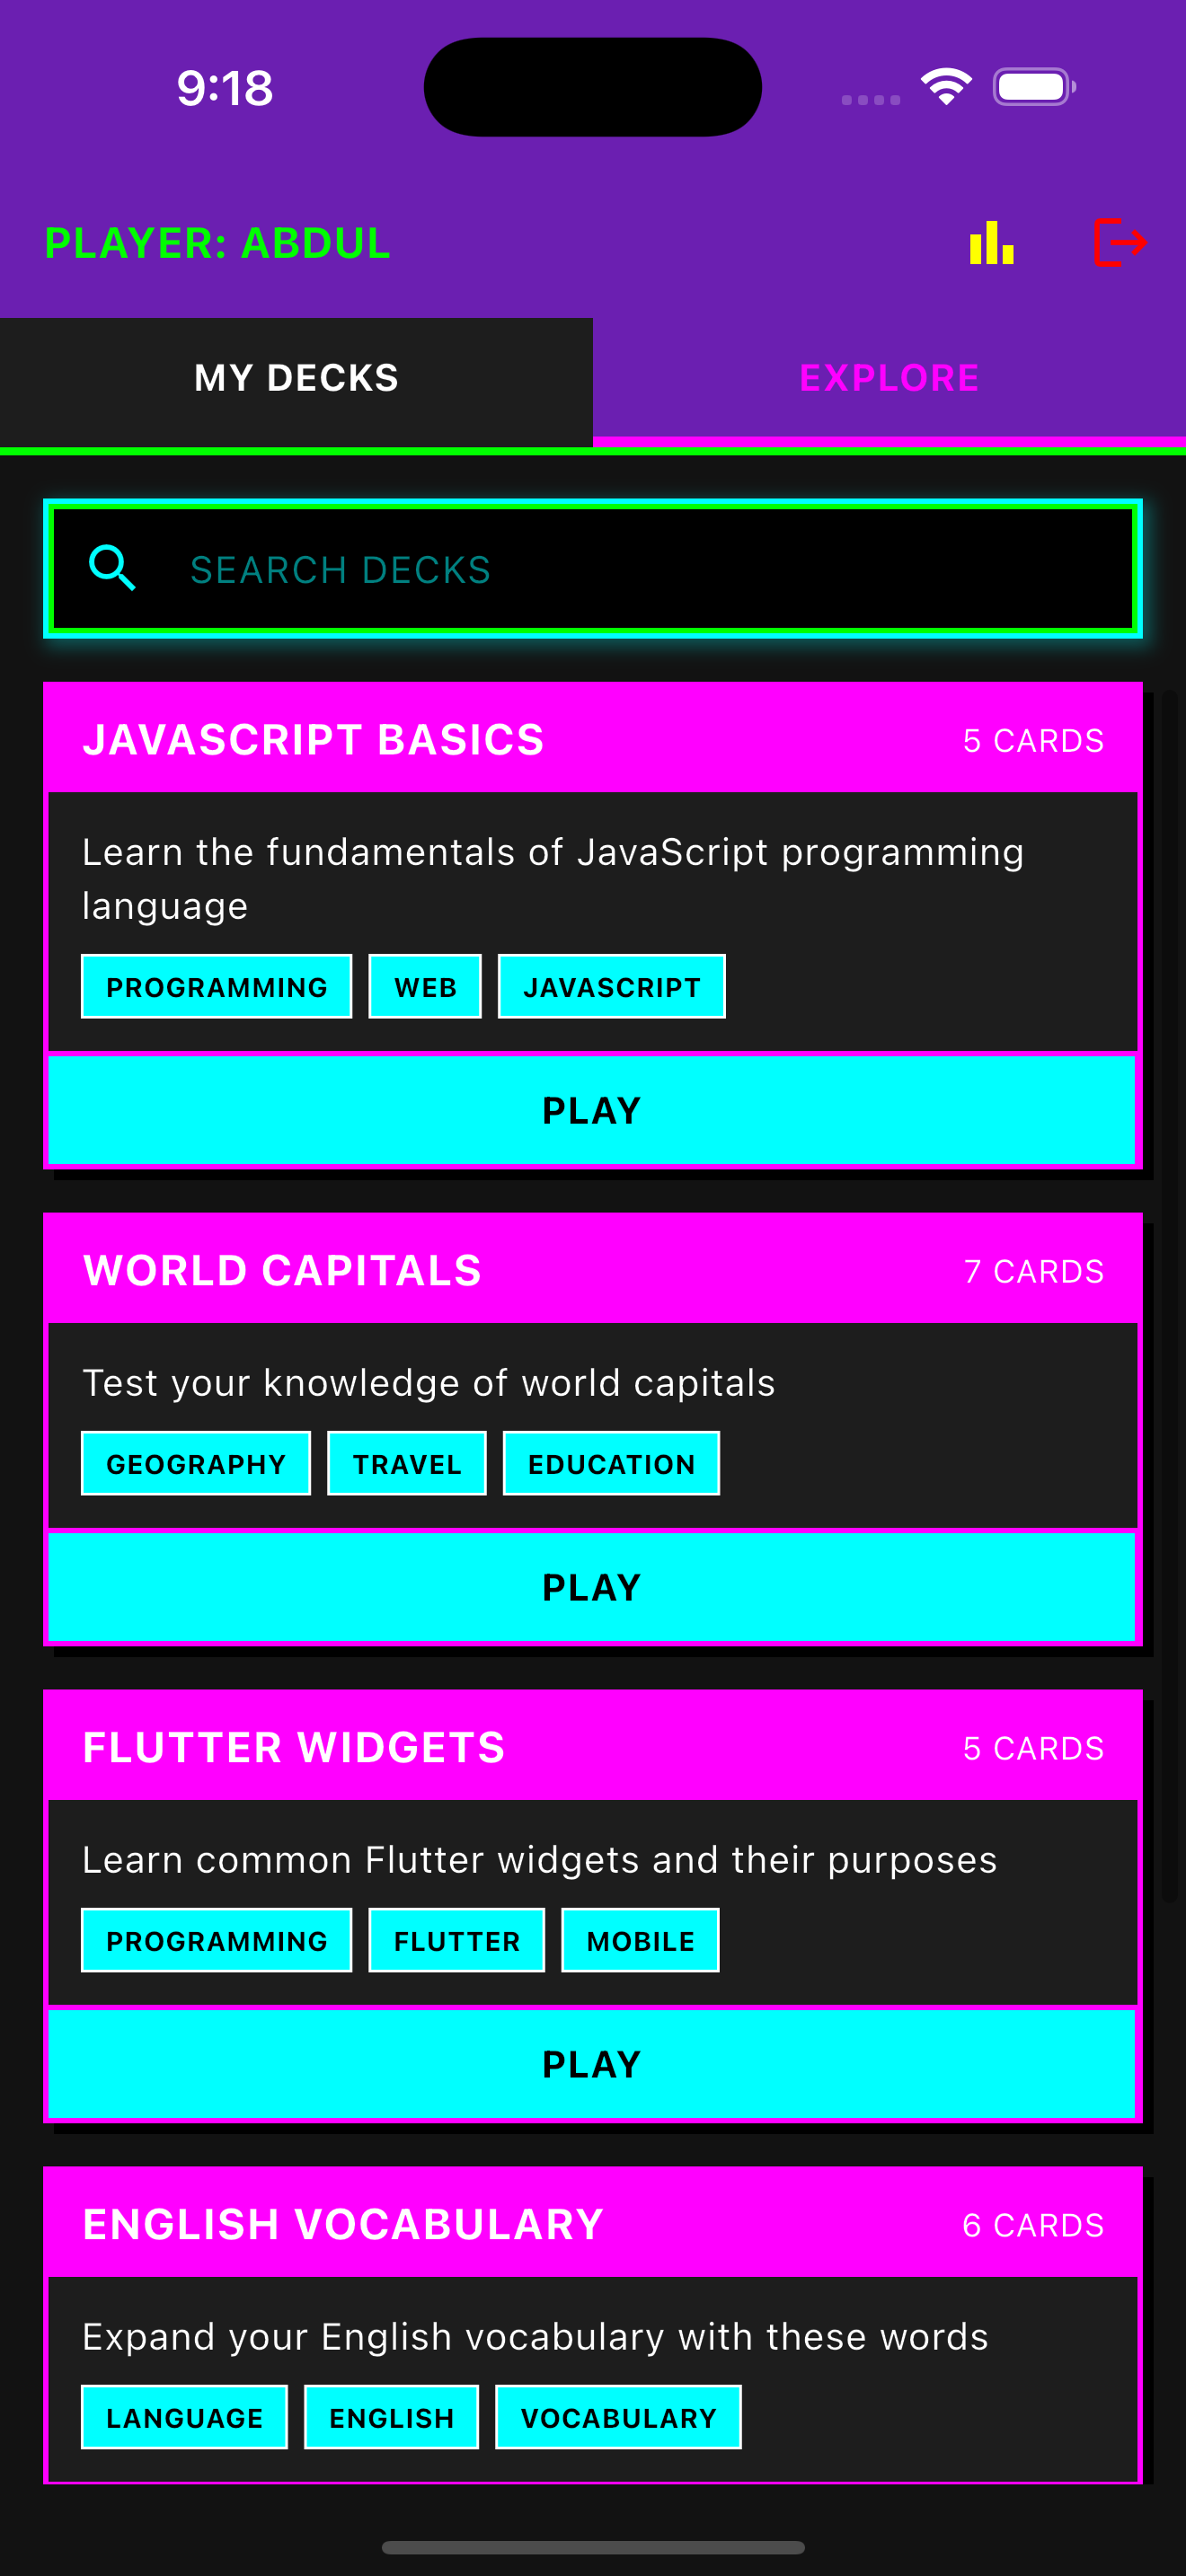 9:18
PLAYER: ABDUL
MY DECKS
EXPLORE
SEARCH DECKS
JAVASCRIPT BASICS
5 CARDS
Learn the fundamentals of JavaScript programming
language
PROGRAMMING
WEB
JAVASCRIPT
PLAY
WORLD CAPITALS
7 CARDS
Test your knowledge of world capitals
GEOGRAPHY
TRAVEL
EDUCATION
PLAY
FLUTTER WIDGETS
5 CARDS
Learn common Flutter widgets and their purposes
PROGRAMMING
FLUTTER
MOBILE
PLAY
ENGLISH VOCABULARY
6 CARDS
Expand your English vocabulary with these words
LANGUAGE
ENGLISH
VOCABULARY